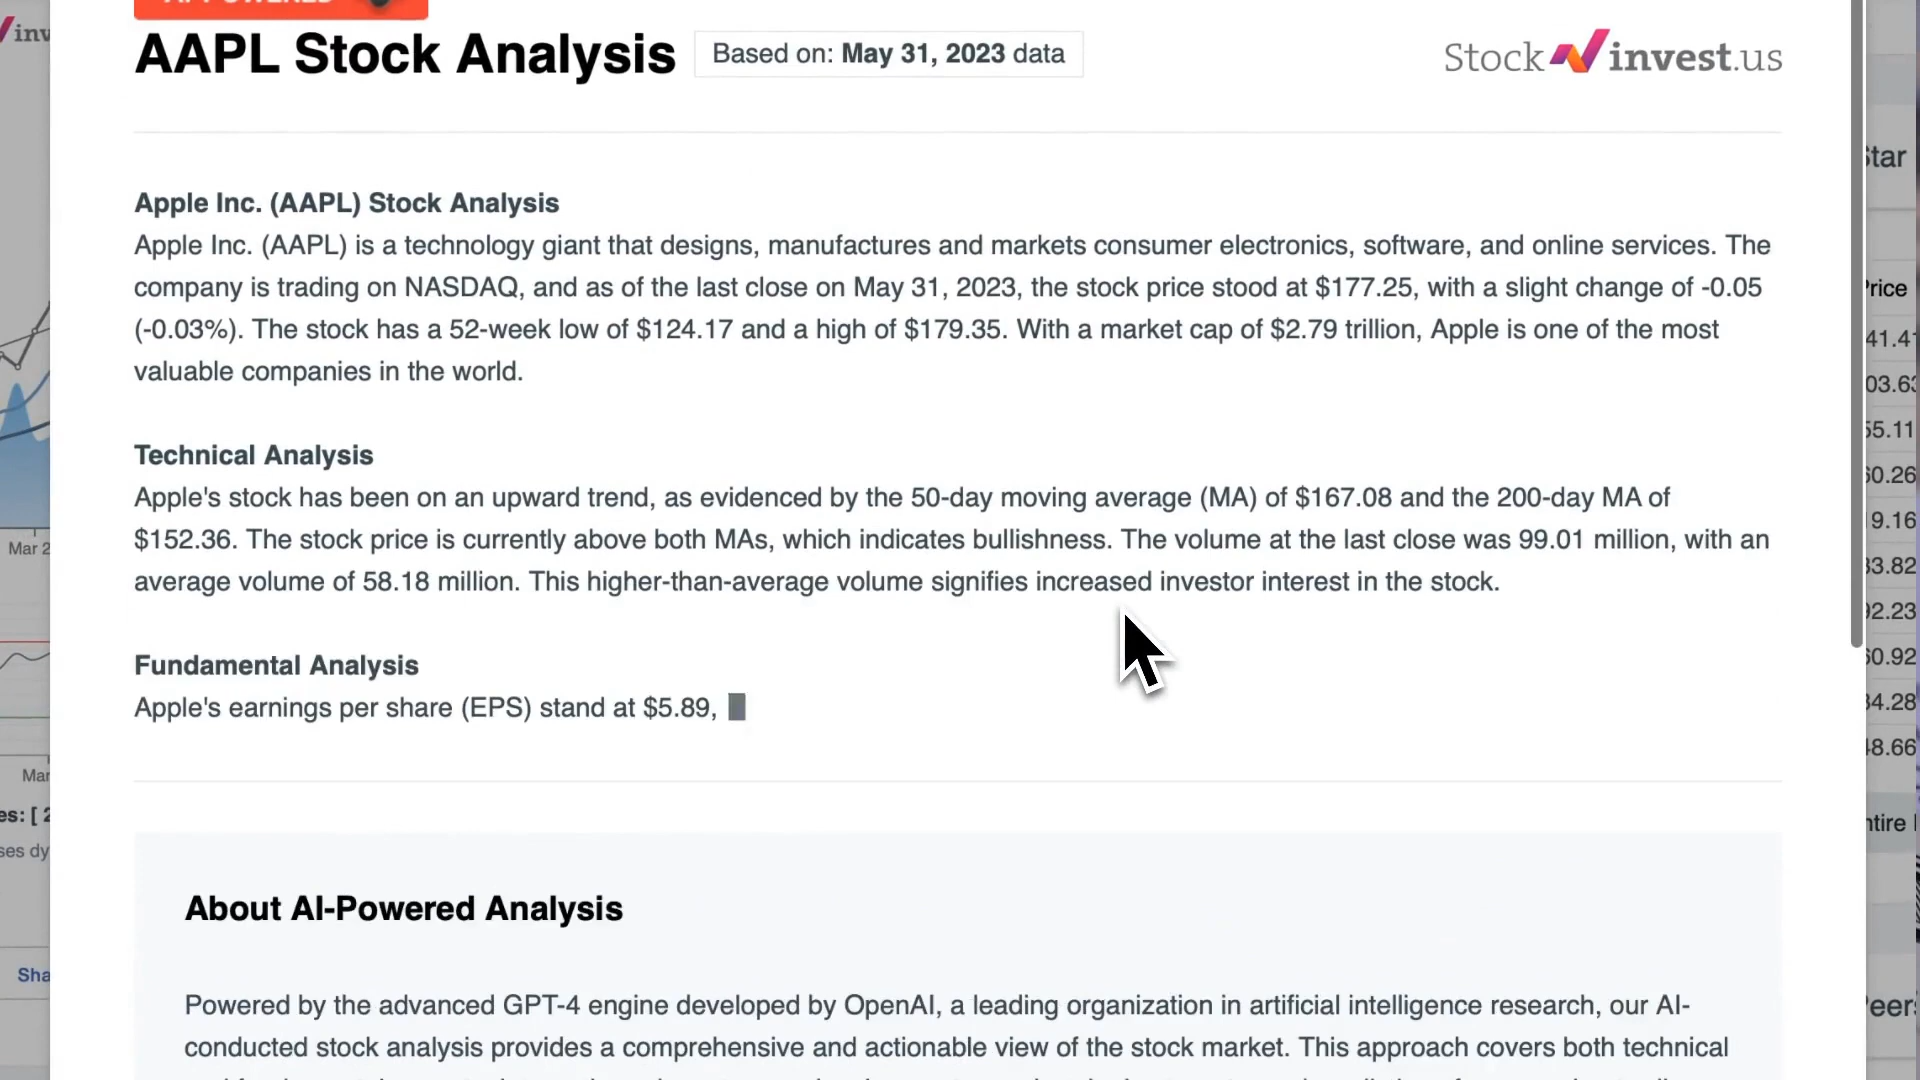 AAPL Stock Analysis
Based on: May 31, 2023 data
Stock invest.us
Apple Inc. (AAPL) Stock Analysis
Apple Inc. (AAPL) is a technology giant that designs, manufactures and markets consumer electronics, software, and online services. The
company is trading on NASDAQ, and as of the last close on May 31, 2023, the stock price stood at $177.25, with a slight change of -0.05
(-0.03%). The stock has a 52-week low of $124.17 and a high of $179.35. With a market cap of $2.79 trillion, Apple is one of the most
valuable companies in the world.
Technical Analysis
Apple's stock has been on an upward trend, as evidenced by the 50-day moving average (MA) of $167.08 and the 200-day MA of
$152.36. The stock price is currently above both MAs, which indicates bullishness. The volume at the last close was 99.01 million, with an
average volume of 58.18 million. This higher-than-average volume signifies increased investor interest in the stock.
Fundamental Analysis
Apple's earnings per share (EPS) stand at $5.89,
About AI-Powered Analysis
Powered by the advanced GPT-4 engine developed by OpenAI, a leading organization in artificial intelligence research, our AI-
conducted stock analysis provides a comprehensive and actionable view of the stock market. This approach covers both technical